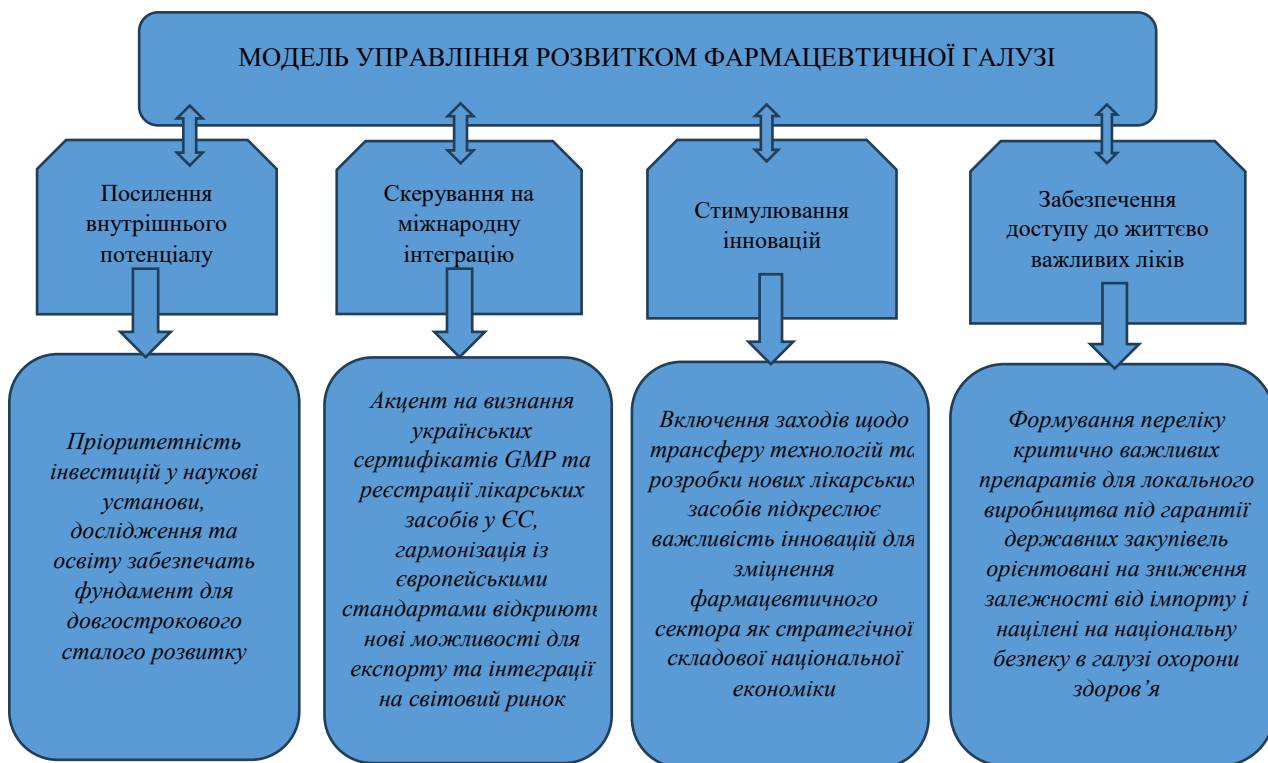 МОДЕЛЬ УПРАВЛІННЯ РОЗВИТКОМ ФАРМАЦЕВТИЧНОЇ ГАЛУЗІ
Посилення
внутрішнього
потенціалу
Скерування на
міжнародну
інтеграцію
Стимулювання
інновацій
Забезпечення
доступу до життєво
важливих ліків
Пріоритетність
інвестицій у наукові
установи,
дослідження та
освіту забезпечать
фундамент для
довгострокового
сталого розвитку
Акцент на визнання
українських
сертифікатів GMP та
реєстрації лікарських
засобів у ЄС,
гармонізація із
європейськими
стандартами відкриють
нові можливості для
експорту та інтеграції
на світовий ринок
Включення заходів щодо
трансферу технологій та
розробки нових лікарських
засобів підкреслює
важливість інновацій для
зміцнення
фармацевтичного
сектора як стратегічної
складової національної
економіки
Формування переліку
критично важливих
препаратів для локального
виробництва під гарантії
державних закупівель
орієнтовані на зниження
залежності від імпорту і
націлені на національну
безпеку в галузі охорони
здоров’я